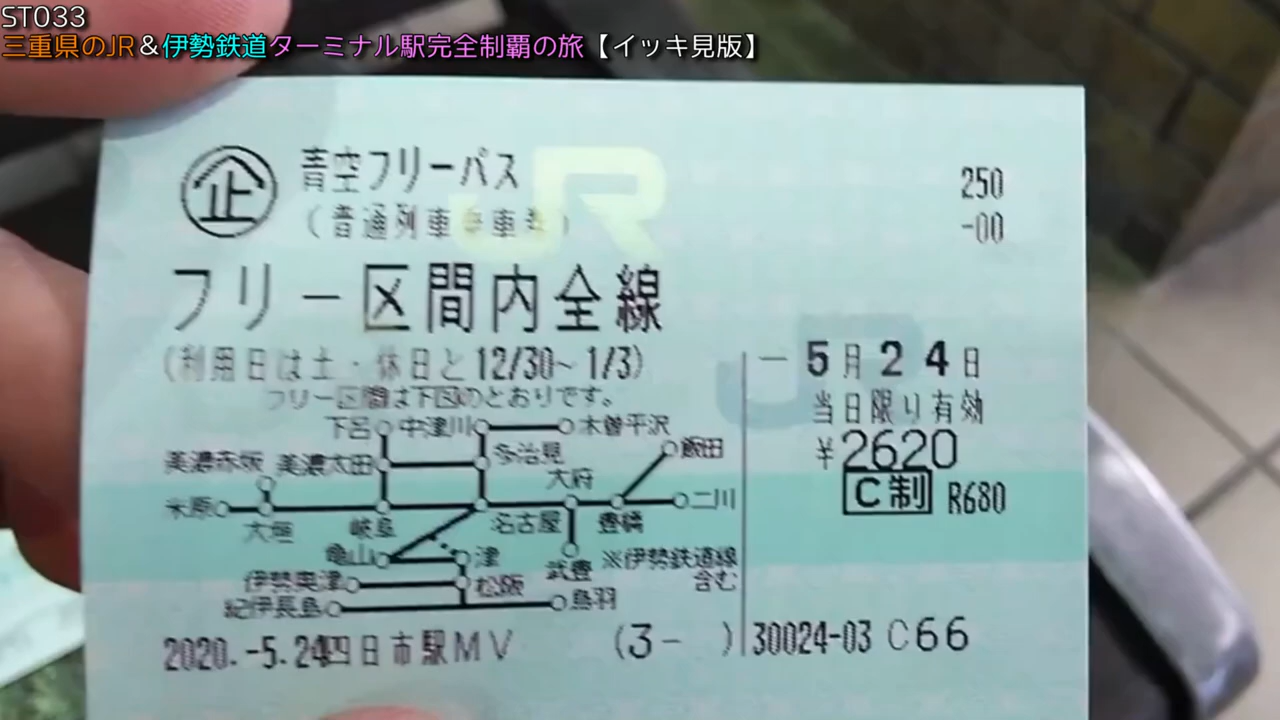 ST033
三重県のJR＆伊勢鉄道ターミナル駅完全制覇の旅【イッキ見版】
企 青空フリーパス
250
（普通列車乗車券）
-00
JR
フリー区間内全線
（利用日は土・休日と12/30～1/3）
－5月24日
フリー区間は下図のとおりです。
当日限り有効
下呂 中津川 木曽平沢
¥2620
美濃赤坂 美濃太田 多治見 飯田
大府
C制 R680
米原 二川
大垣 岐阜 名古屋 豊橋
亀山 津 武豊 ※伊勢鉄道線
含む
伊勢奥津 松阪
紀伊長島 鳥羽
2020.-5.24四日市駅MV (3- ) 30024-03 C66